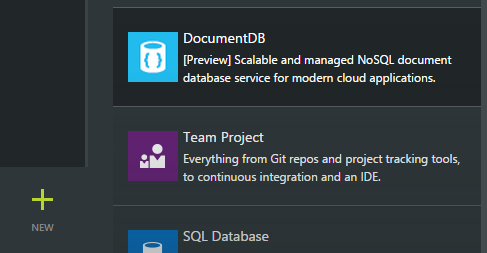 DocumentDB
[Preview] Scalable and managed NoSQL document
database service for modern cloud applications.
Team Project
Everything from Git repos and project tracking tools,
to continuous integration and an IDE.
NEW
SQL Database